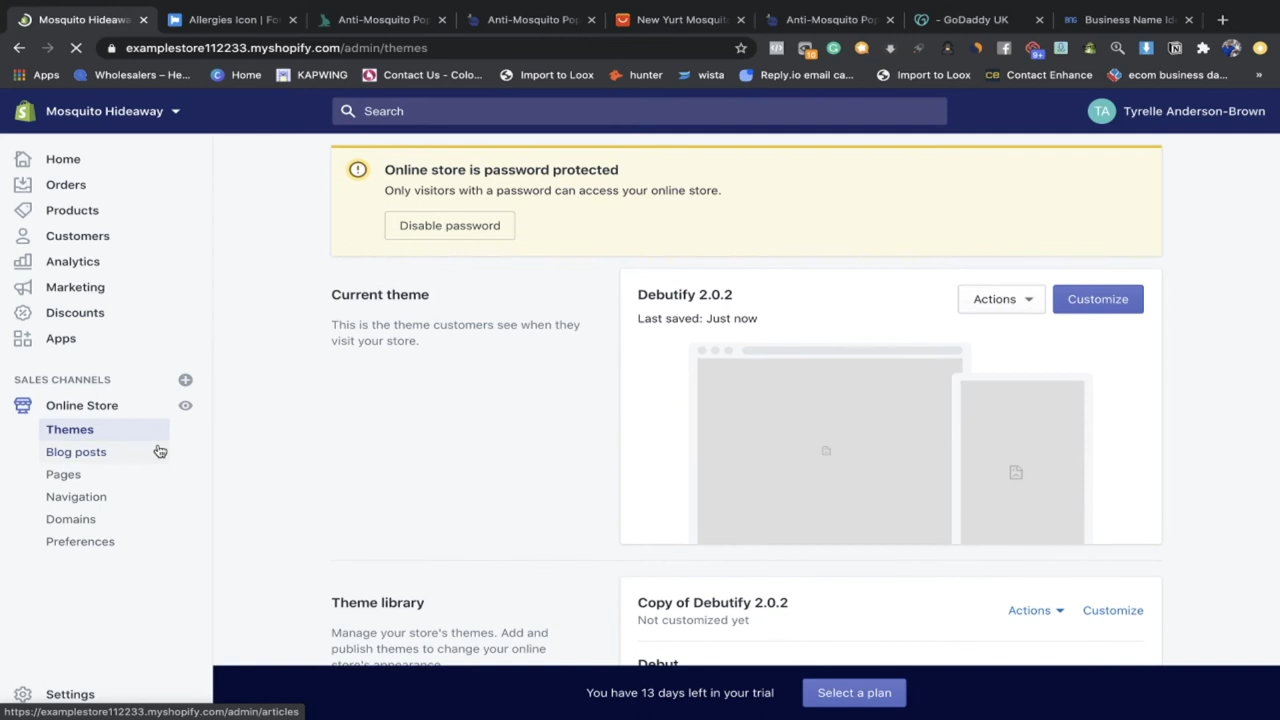 Mosquito Hideaway
Allergies Icon | Fo
Anti-Mosquito Pop
Anti-Mosquito Pop
New Yurt Mosquit
Anti-Mosquito Pop
- GoDaddy UK
Business Name Id
examplestore112233.myshopify.com/admin/themes
Apps
Wholesalers – He...
Home
KAPWING
Contact Us - Colo...
Import to Loox
hunter
wista
Reply.io email ca...
Import to Loox
Contact Enhance
ecom business da...
»
Mosquito Hideaway
Search
TA
Tyrelle Anderson-Brown
Home
Orders
Products
Customers
Analytics
Marketing
Discounts
Apps
SALES CHANNELS
Online Store
Themes
Blog posts
Pages
Navigation
Domains
Preferences
Settings
Online store is password protected
Only visitors with a password can access your online store.
Disable password
Current theme
This is the theme customers see when they
visit your store.
Debutify 2.0.2
Last saved: Just now
Actions
Customize
Theme library
Manage your store's themes. Add and
publish themes to change your online
store's appearance
Copy of Debutify 2.0.2
Not customized yet
Actions
Customize
Debut
You have 13 days left in your trial
Select a plan
https://examplestore112233.myshopify.com/admin/articles